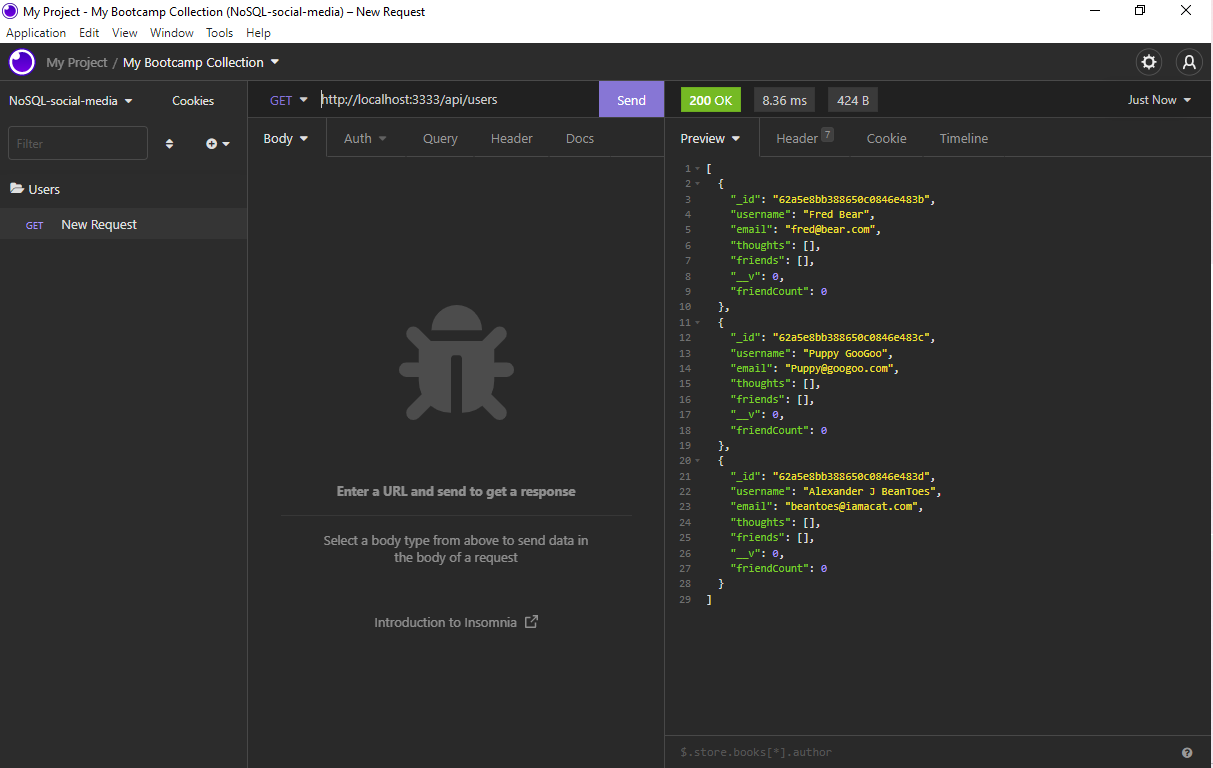 My Project - My Bootcamp Collection (NoSQL-social-media) – New Request
Application Edit View Window Tools Help
My Project / My Bootcamp Collection
NoSQL-social-media Cookies
Filter
Users
GET New Request
GET http://localhost:3333/api/users Send
Body Auth Query Header Docs
Enter a URL and send to get a response
Select a body type from above to send data in
the body of a request
Introduction to Insomnia
200 OK 8.36 ms 424 B Just Now
Preview Header 7 Cookie Timeline
1 [
2 {
3 "_id": "62a5e8bb388650c0846e483b",
4 "username": "Fred Bear",
5 "email": "fred@bear.com",
6 "thoughts": [],
7 "friends": [],
8 "__v": 0,
9 "friendCount": 0
10 },
11 {
12 "_id": "62a5e8bb388650c0846e483c",
13 "username": "Puppy GooGoo",
14 "email": "Puppy@googoo.com",
15 "thoughts": [],
16 "friends": [],
17 "__v": 0,
18 "friendCount": 0
19 },
20 {
21 "_id": "62a5e8bb388650c0846e483d",
22 "username": "Alexander J BeanToes",
23 "email": "beantoes@iamacat.com",
24 "thoughts": [],
25 "friends": [],
26 "__v": 0,
27 "friendCount": 0
28 }
29 ]
$.store.books[*].author